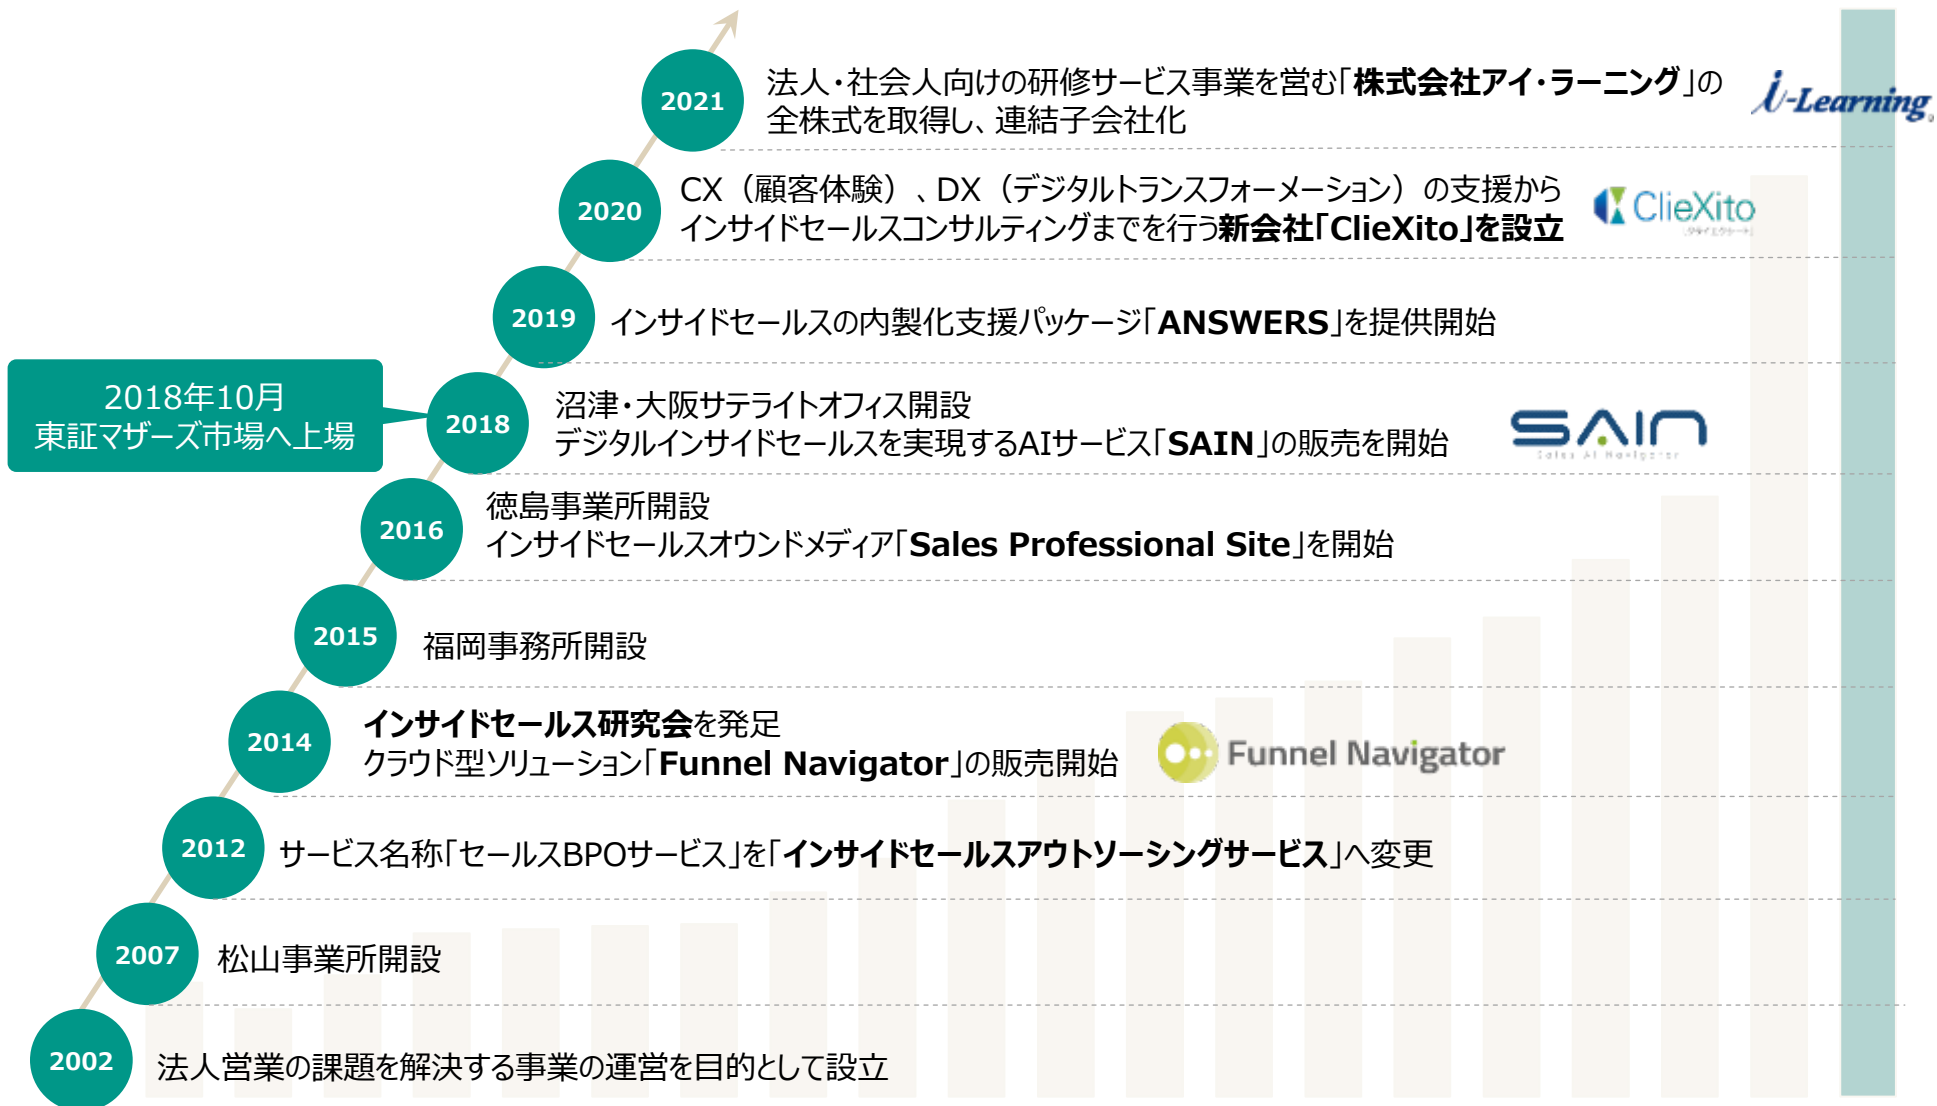 2021
法人・社会人向けの研修サービス事業を営む「株式会社アイ・ラーニング」の
全株式を取得し、連結子会社化
i-Learning®
2020
CX（顧客体験）、DX（デジタルトランスフォーメーション）の支援から
インサイドセールスコンサルティングまでを行う新会社「ClieXito」を設立
ClieXito
［クライエクシート］
2019
インサイドセールスの内製化支援パッケージ「ANSWERS」を提供開始
2018年10月
東証マザーズ市場へ上場
2018
沼津・大阪サテライトオフィス開設
デジタルインサイドセールスを実現するAIサービス「SAIN」の販売を開始
SAIN
Sales AI Navigator
2016
徳島事業所開設
インサイドセールスオウンドメディア「Sales Professional Site」を開始
2015
福岡事務所開設
2014
インサイドセールス研究会を発足
クラウド型ソリューション「Funnel Navigator」の販売開始
Funnel Navigator
2012
サービス名称「セールスBPOサービス」を「インサイドセールスアウトソーシングサービス」へ変更
2007
松山事業所開設
2002
法人営業の課題を解決する事業の運営を目的として設立